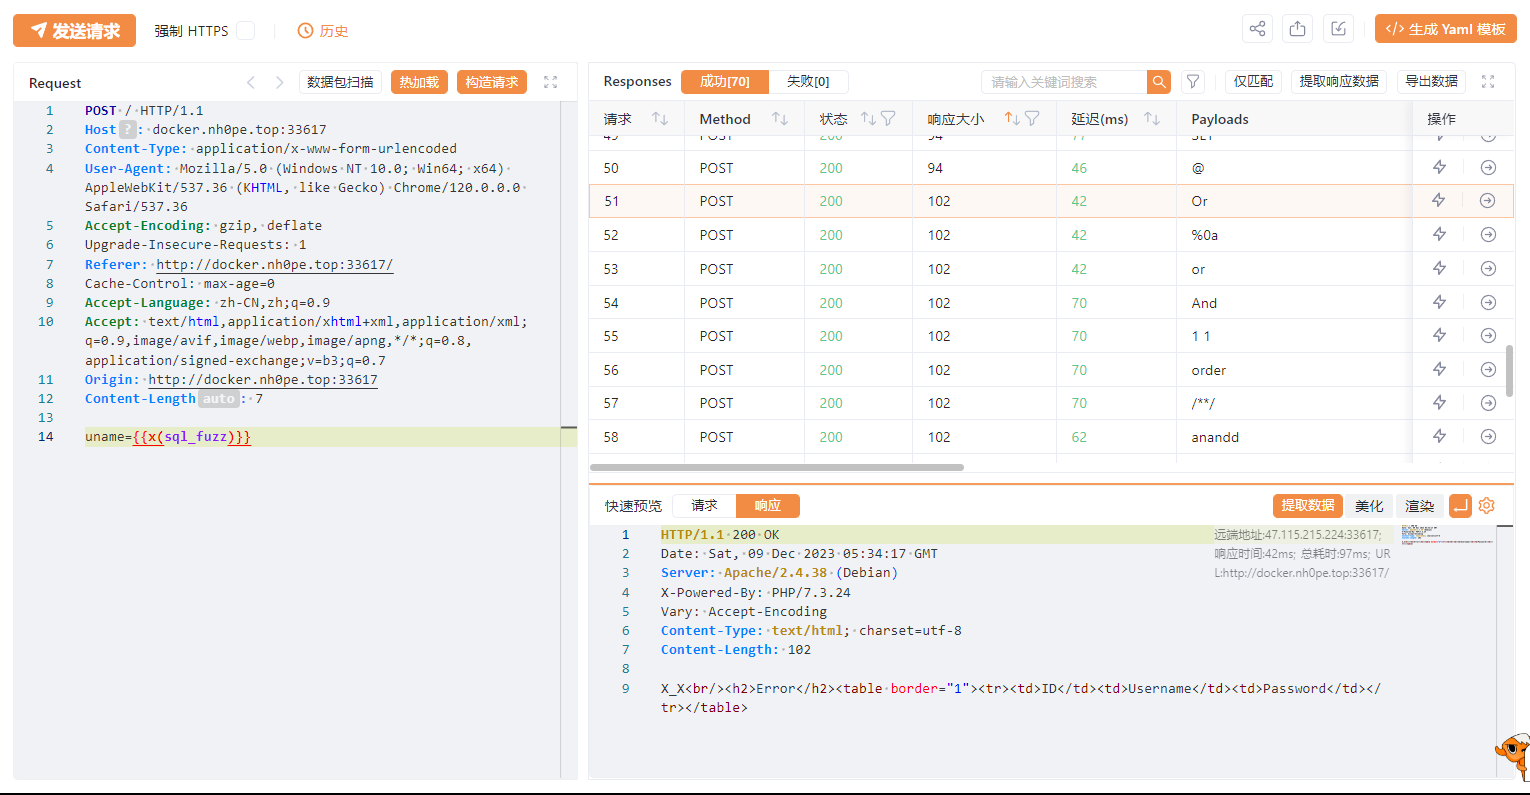 发送请求 强制 HTTPS 历史 </> 生成 Yaml 模板
Request 数据包扫描 热加载 构造请求
1 POST / HTTP/1.1
2 Host ? : docker.nh0pe.top:33617
3 Content-Type: application/x-www-form-urlencoded
4 User-Agent: Mozilla/5.0 (Windows NT 10.0; Win64; x64)
AppleWebKit/537.36 (KHTML, like Gecko) Chrome/120.0.0.0
Safari/537.36
5 Accept-Encoding: gzip, deflate
6 Upgrade-Insecure-Requests: 1
7 Referer: http://docker.nh0pe.top:33617/
8 Cache-Control: max-age=0
9 Accept-Language: zh-CN,zh;q=0.9
10 Accept: text/html,application/xhtml+xml,application/xml;
q=0.9,image/avif,image/webp,image/apng,*/*;q=0.8,
application/signed-exchange;v=b3;q=0.7
11 Origin: http://docker.nh0pe.top:33617
12 Content-Length auto : 7
13
14 uname={{x(sql_fuzz)}}
Responses 成功[70] 失败[0] 请输入关键词搜索 仅匹配 提取响应数据 导出数据
请求 Method 状态 响应大小 延迟(ms) Payloads 操作
49 POST 200 94 77 SET
50 POST 200 94 46 @
51 POST 200 102 42 Or
52 POST 200 102 42 %0a
53 POST 200 102 42 or
54 POST 200 102 70 And
55 POST 200 102 70 1 1
56 POST 200 102 70 order
57 POST 200 102 70 /**/
58 POST 200 102 62 anandd
快速预览 请求 响应 提取数据 美化 渲染
1 HTTP/1.1 200 OK
2 Date: Sat, 09 Dec 2023 05:34:17 GMT
3 Server: Apache/2.4.38 (Debian)
4 X-Powered-By: PHP/7.3.24
5 Vary: Accept-Encoding
6 Content-Type: text/html; charset=utf-8
7 Content-Length: 102
8
9 X_X<br/><h2>Error</h2><table border="1"><tr><td>ID</td><td>Username</td><td>Password</td></
tr></table>
远端地址:47.115.215.224:33617;
响应时间:42ms; 总耗时:97ms; UR
L:http://docker.nh0pe.top:33617/